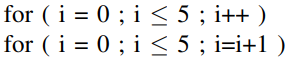 for ( i = 0 ; i ≤ 5 ; i++ )
for ( i = 0 ; i ≤ 5 ; i=i+1 )